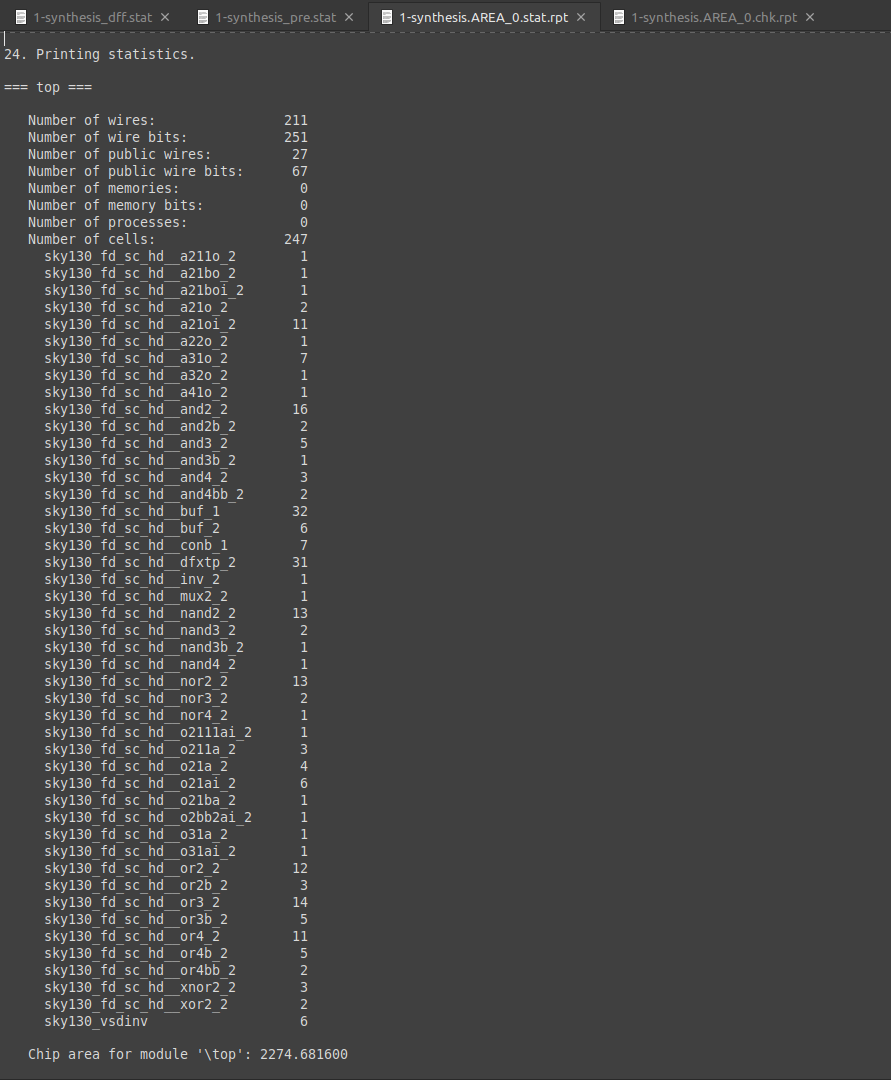 1-synthesis_dff.stat × 1-synthesis_pre.stat × 1-synthesis.AREA_0.stat.rpt × 1-synthesis.AREA_0.chk.rpt ×
24. Printing statistics.
=== top ===
Number of wires: 211
Number of wire bits: 251
Number of public wires: 27
Number of public wire bits: 67
Number of memories: 0
Number of memory bits: 0
Number of processes: 0
Number of cells: 247
sky130_fd_sc_hd__a211o_2 1
sky130_fd_sc_hd__a21bo_2 1
sky130_fd_sc_hd__a21boi_2 1
sky130_fd_sc_hd__a21o_2 2
sky130_fd_sc_hd__a21oi_2 11
sky130_fd_sc_hd__a22o_2 1
sky130_fd_sc_hd__a31o_2 7
sky130_fd_sc_hd__a32o_2 1
sky130_fd_sc_hd__a41o_2 1
sky130_fd_sc_hd__and2_2 16
sky130_fd_sc_hd__and2b_2 2
sky130_fd_sc_hd__and3_2 5
sky130_fd_sc_hd__and3b_2 1
sky130_fd_sc_hd__and4_2 3
sky130_fd_sc_hd__and4bb_2 2
sky130_fd_sc_hd__buf_1 32
sky130_fd_sc_hd__buf_2 6
sky130_fd_sc_hd__conb_1 7
sky130_fd_sc_hd__dfxtp_2 31
sky130_fd_sc_hd__inv_2 1
sky130_fd_sc_hd__mux2_2 1
sky130_fd_sc_hd__nand2_2 13
sky130_fd_sc_hd__nand3_2 2
sky130_fd_sc_hd__nand3b_2 1
sky130_fd_sc_hd__nand4_2 1
sky130_fd_sc_hd__nor2_2 13
sky130_fd_sc_hd__nor3_2 2
sky130_fd_sc_hd__nor4_2 1
sky130_fd_sc_hd__o2111ai_2 1
sky130_fd_sc_hd__o211a_2 3
sky130_fd_sc_hd__o21a_2 4
sky130_fd_sc_hd__o21ai_2 6
sky130_fd_sc_hd__o21ba_2 1
sky130_fd_sc_hd__o2bb2ai_2 1
sky130_fd_sc_hd__o31a_2 1
sky130_fd_sc_hd__o31ai_2 1
sky130_fd_sc_hd__or2_2 12
sky130_fd_sc_hd__or2b_2 3
sky130_fd_sc_hd__or3_2 14
sky130_fd_sc_hd__or3b_2 5
sky130_fd_sc_hd__or4_2 11
sky130_fd_sc_hd__or4b_2 5
sky130_fd_sc_hd__or4bb_2 2
sky130_fd_sc_hd__xnor2_2 3
sky130_fd_sc_hd__xor2_2 2
sky130_vsdinv 6
Chip area for module '\top': 2274.681600